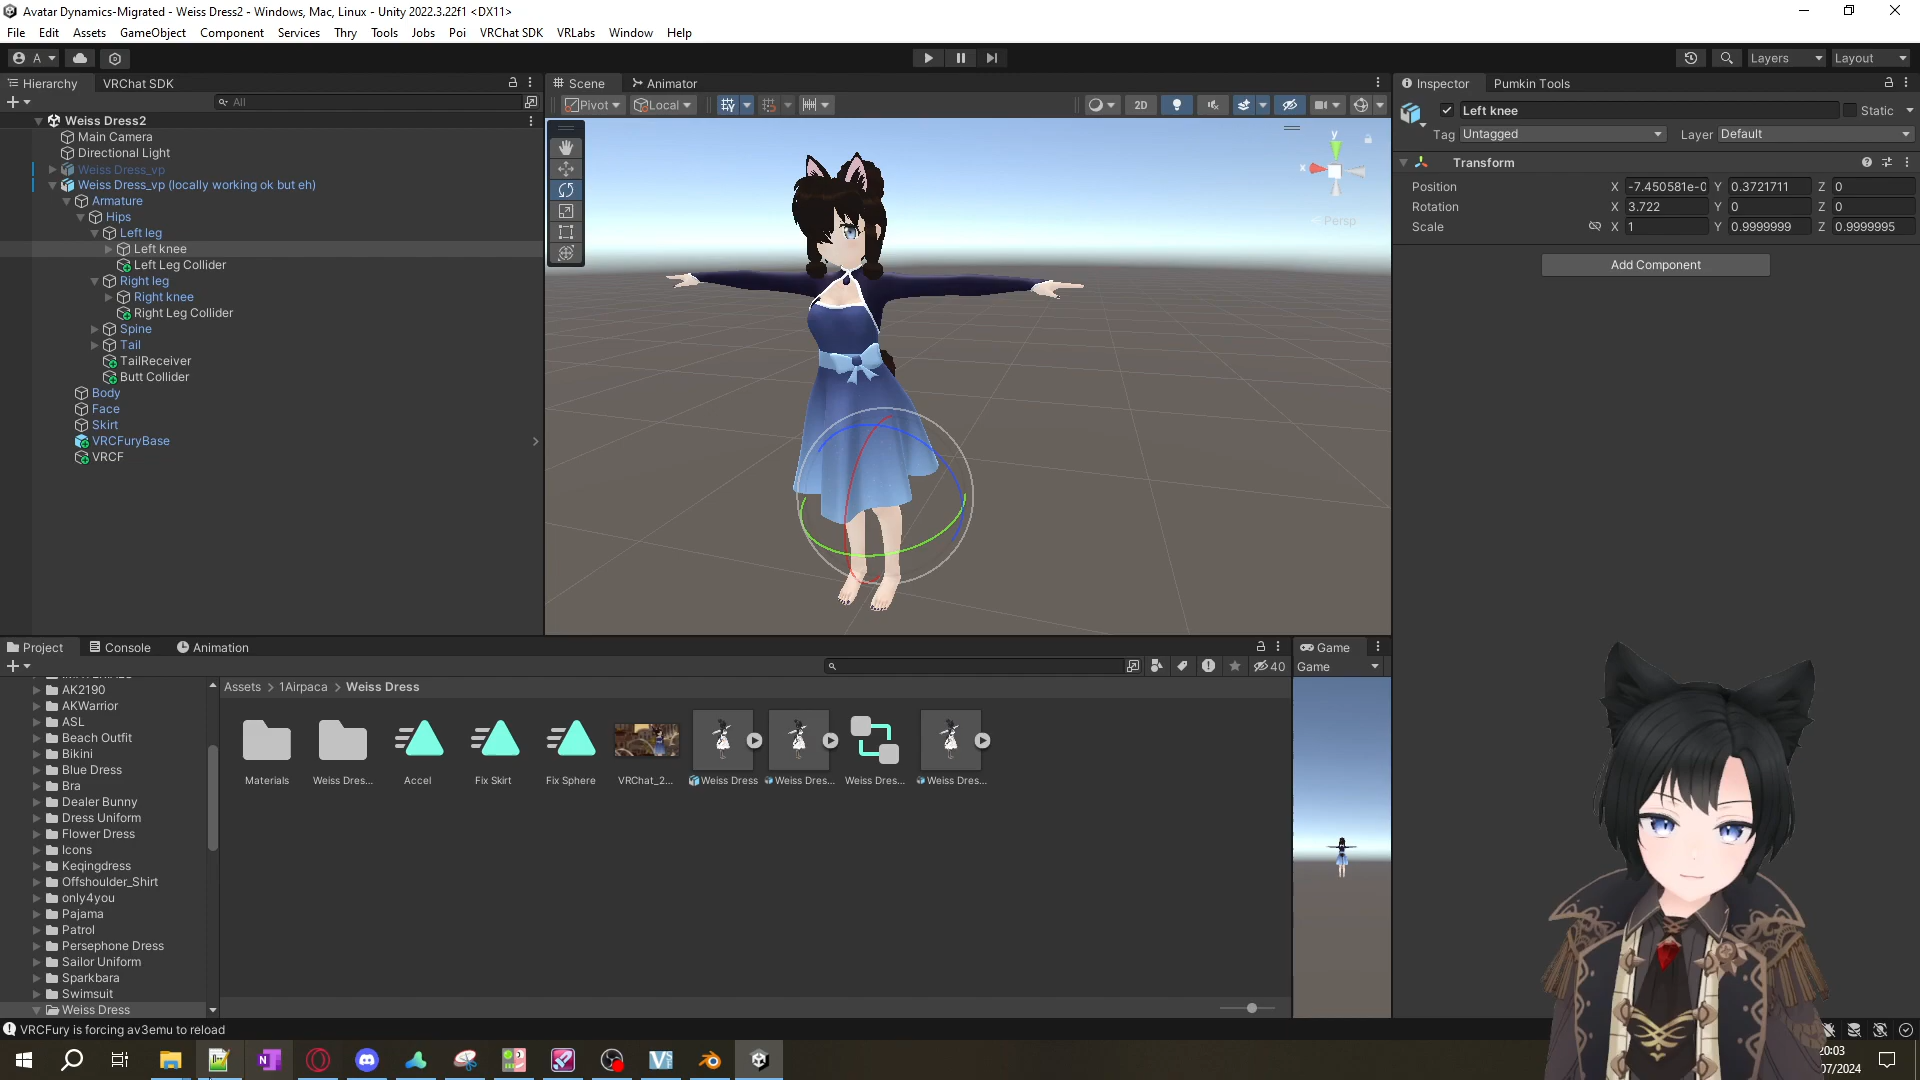 Avatar Dynamics-Migrated - Weiss Dress2 - Windows, Mac, Linux - Unity 2022.3.22f1 <DX11>
File Edit Assets GameObject Component Services Thry Tools Jobs Poi VRChat SDK VRLabs Window Help
A Layers Layout
Hierarchy VRChat SDK
All
Weiss Dress2
Main Camera
Directional Light
Weiss Dress_vp
Weiss Dress_vp (locally working ok but eh)
Armature
Hips
Left leg
Left knee
Left Leg Collider
Right leg
Right knee
Right Leg Collider
Spine
Tail
TailReceiver
Butt Collider
Body
Face
Skirt
VRCFuryBase
VRCF
Scene Animator
Pivot Local 2D
y
x
Persp
Inspector Pumkin Tools
Left knee Static
Tag Untagged Layer Default
Transform
Position X -7.450581e-0 Y 0.3721711 Z 0
Rotation X 3.722 Y 0 Z 0
Scale X 1 Y 0.9999999 Z 0.9999995
Add Component
Project Console Animation
40
AK2190
AKWarrior
ASL
Beach Outfit
Bikini
Blue Dress
Bra
Dealer Bunny
Dress Uniform
Flower Dress
Icons
Keqingdress
Offshoulder_Shirt
only4you
Pajama
Patrol
Persephone Dress
Sailor Uniform
Sparkbara
Swimsuit
Weiss Dress
Assets > 1Airpaca > Weiss Dress
Materials Weiss Dres... Accel Fix Skirt Fix Sphere VRChat_2... Weiss Dress Weiss Dres... Weiss Dres... Weiss Dres...
Game
Game
VRCFury is forcing av3emu to reload
20:03
07/2024